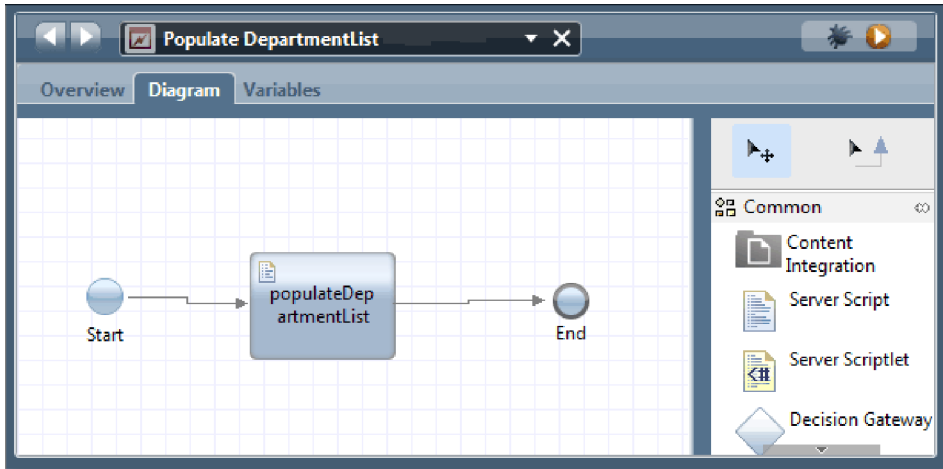 Populate DepartmentList
Overview
Diagram
Variables
Common
Content
Integration
Server Script
Server Scriptlet
<#
Decision Gateway
populateDep
artmentList
Start
End